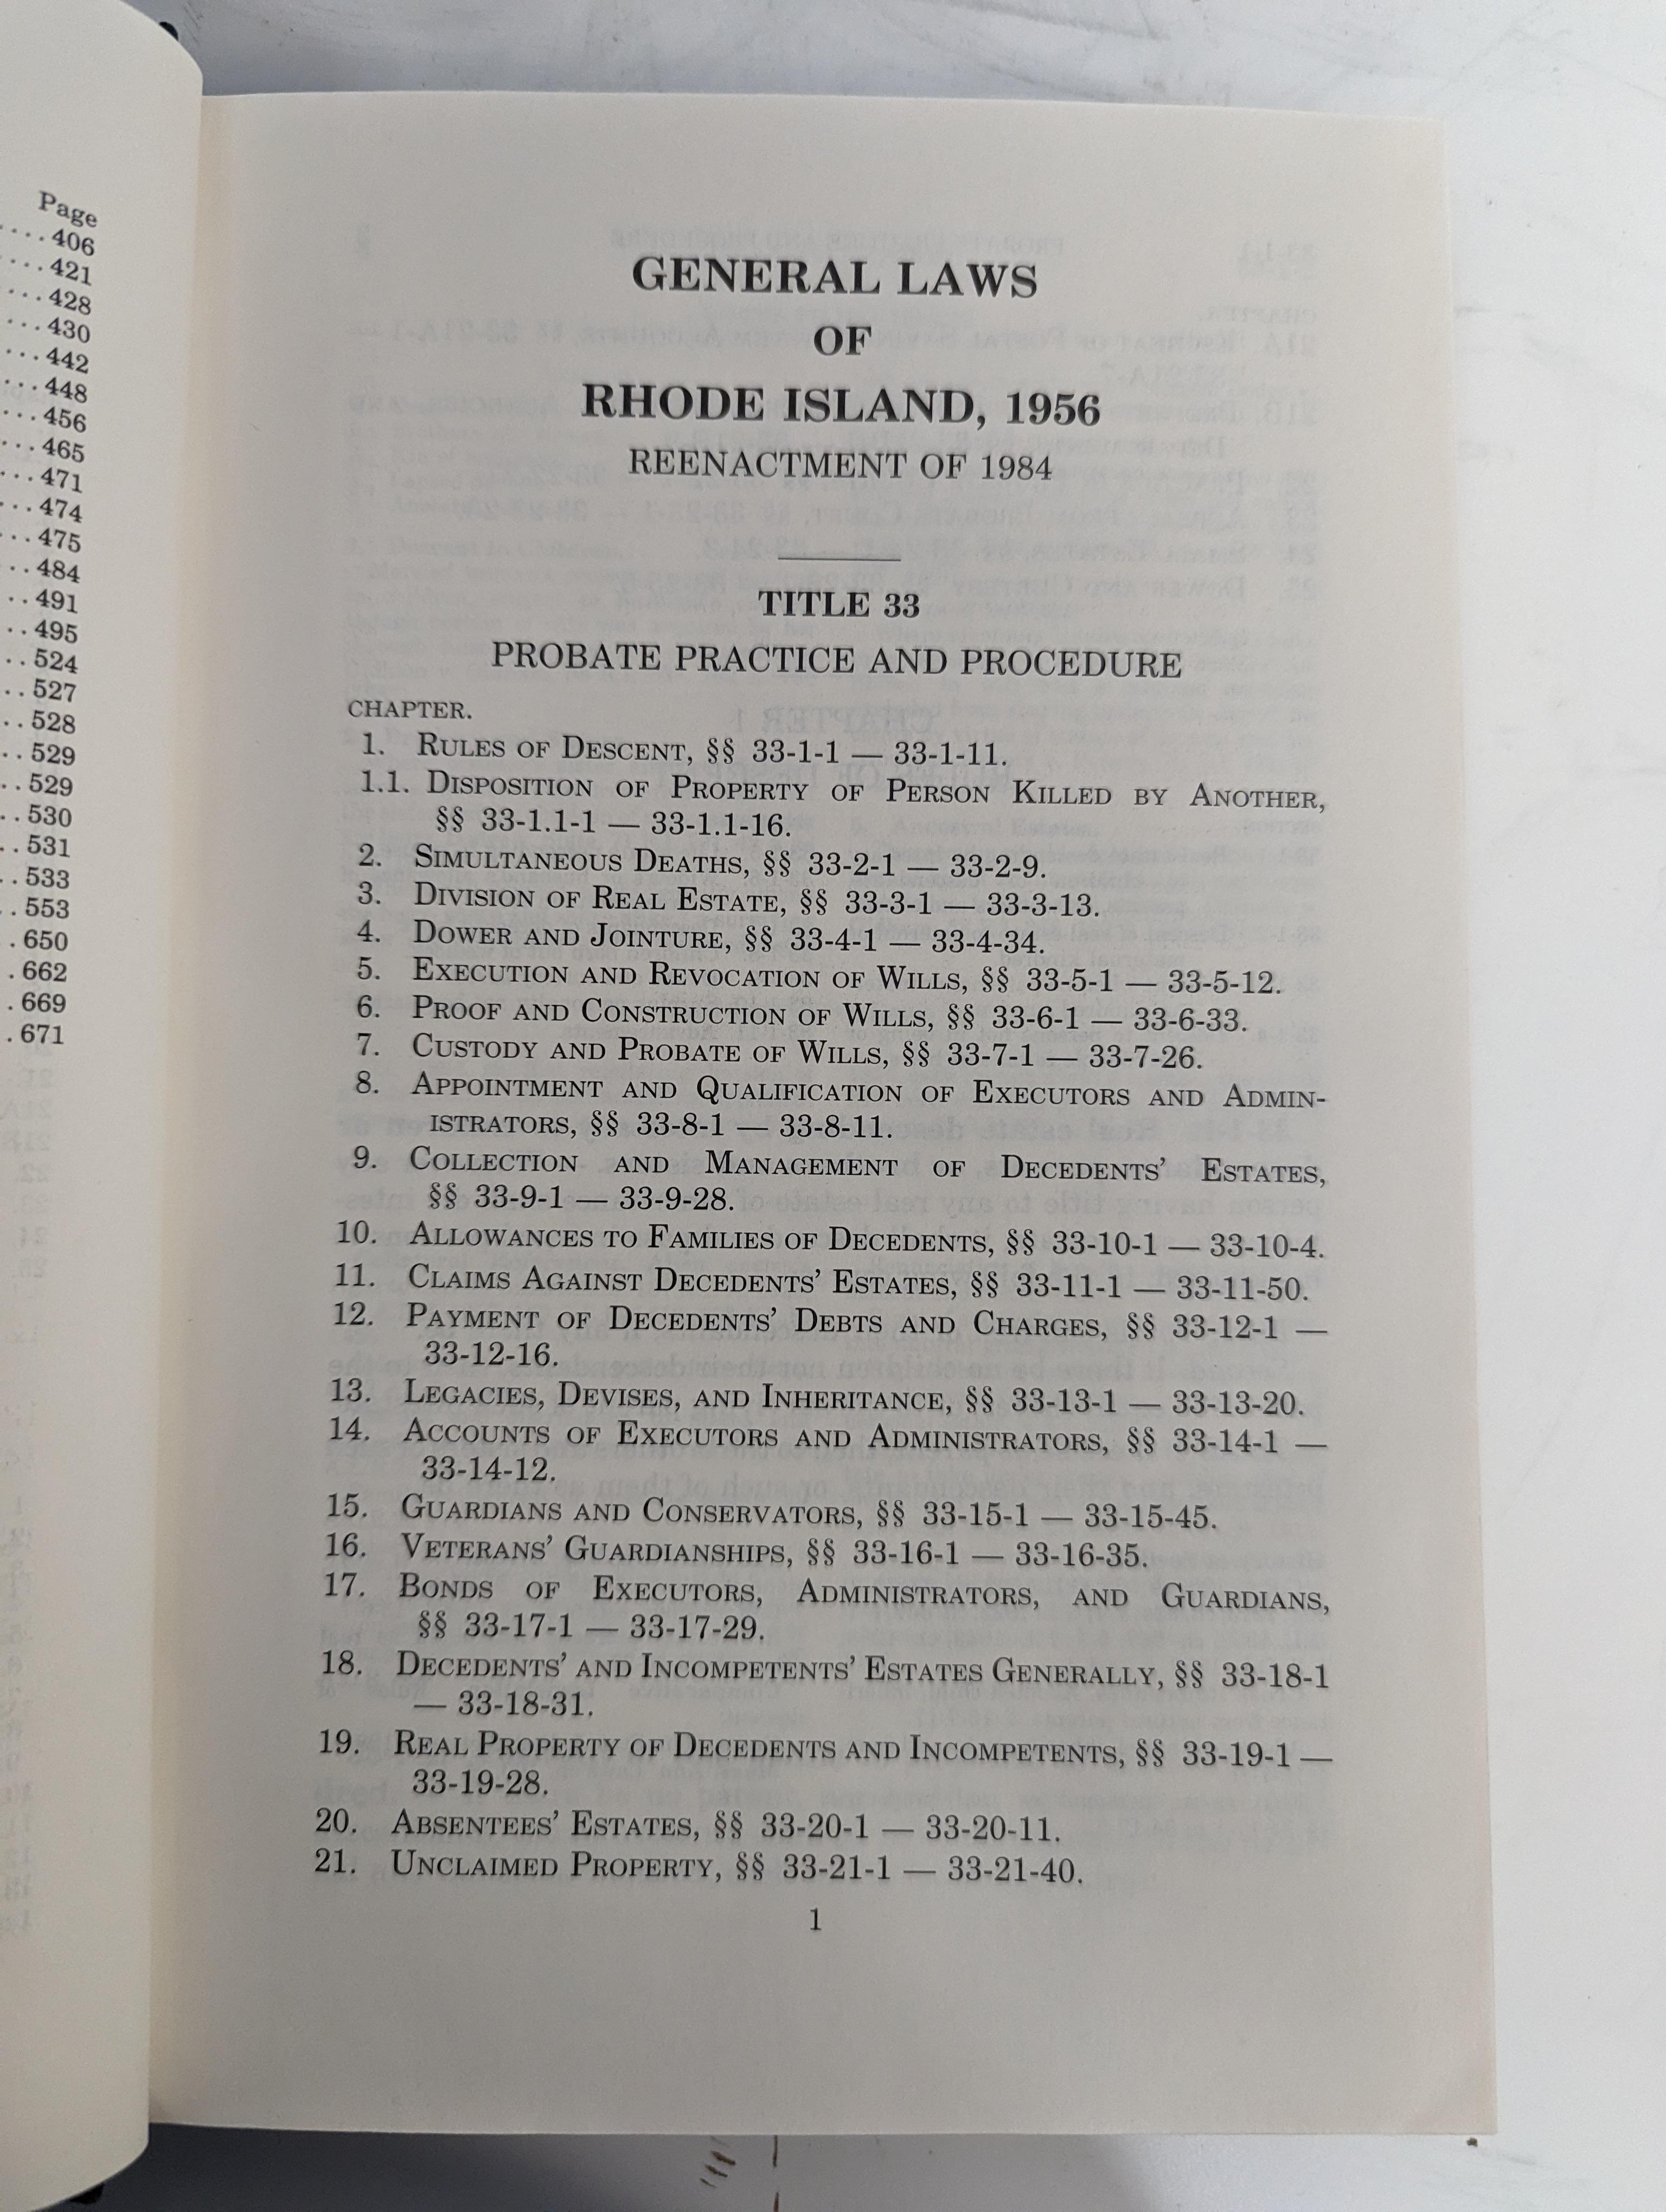 Page
....406
...421
...428
...430
...442
...448
...456
...465
...471
...474
...475
..484
..491
..495
..524
..527
..528
..529
..529
..530
..531
..533
..553
.650
.662
.669
.671
GENERAL LAWS
OF
RHODE ISLAND, 1956
REENACTMENT OF 1984
TITLE 33
PROBATE PRACTICE AND PROCEDURE
CHAPTER.
1. RULES OF DESCENT, §§ 33-1-1 — 33-1-11.
1.1. DISPOSITION OF PROPERTY OF PERSON KILLED BY ANOTHER,
§§ 33-1.1-1 — 33-1.1-16.
2. SIMULTANEOUS DEATHS, §§ 33-2-1 — 33-2-9.
3. DIVISION OF REAL ESTATE, §§ 33-3-1 — 33-3-13.
4. DOWER AND JOINTURE, §§ 33-4-1 — 33-4-34.
5. EXECUTION AND REVOCATION OF WILLS, §§ 33-5-1 — 33-5-12.
6. PROOF AND CONSTRUCTION OF WILLS, §§ 33-6-1 — 33-6-33.
7. CUSTODY AND PROBATE OF WILLS, §§ 33-7-1 — 33-7-26.
8. APPOINTMENT AND QUALIFICATION OF EXECUTORS AND ADMIN-
ISTRATORS, §§ 33-8-1 — 33-8-11.
9. COLLECTION AND MANAGEMENT OF DECEDENTS' ESTATES,
§§ 33-9-1 — 33-9-28.
10. ALLOWANCES TO FAMILIES OF DECEDENTS, §§ 33-10-1 — 33-10-4.
11. CLAIMS AGAINST DECEDENTS' ESTATES, §§ 33-11-1 — 33-11-50.
12. PAYMENT OF DECEDENTS' DEBTS AND CHARGES, §§ 33-12-1 —
33-12-16.
13. LEGACIES, DEVISES, AND INHERITANCE, §§ 33-13-1 — 33-13-20.
14. ACCOUNTS OF EXECUTORS AND ADMINISTRATORS, §§ 33-14-1 —
33-14-12.
15. GUARDIANS AND CONSERVATORS, §§ 33-15-1 — 33-15-45.
16. VETERANS' GUARDIANSHIPS, §§ 33-16-1 — 33-16-35.
17. BONDS OF EXECUTORS, ADMINISTRATORS, AND GUARDIANS,
§§ 33-17-1 — 33-17-29.
18. DECEDENTS' AND INCOMPETENTS' ESTATES GENERALLY, §§ 33-18-1
— 33-18-31.
19. REAL PROPERTY OF DECEDENTS AND INCOMPETENTS, §§ 33-19-1 —
33-19-28.
20. ABSENTEES' ESTATES, §§ 33-20-1 — 33-20-11.
21. UNCLAIMED PROPERTY, §§ 33-21-1 — 33-21-40.
1